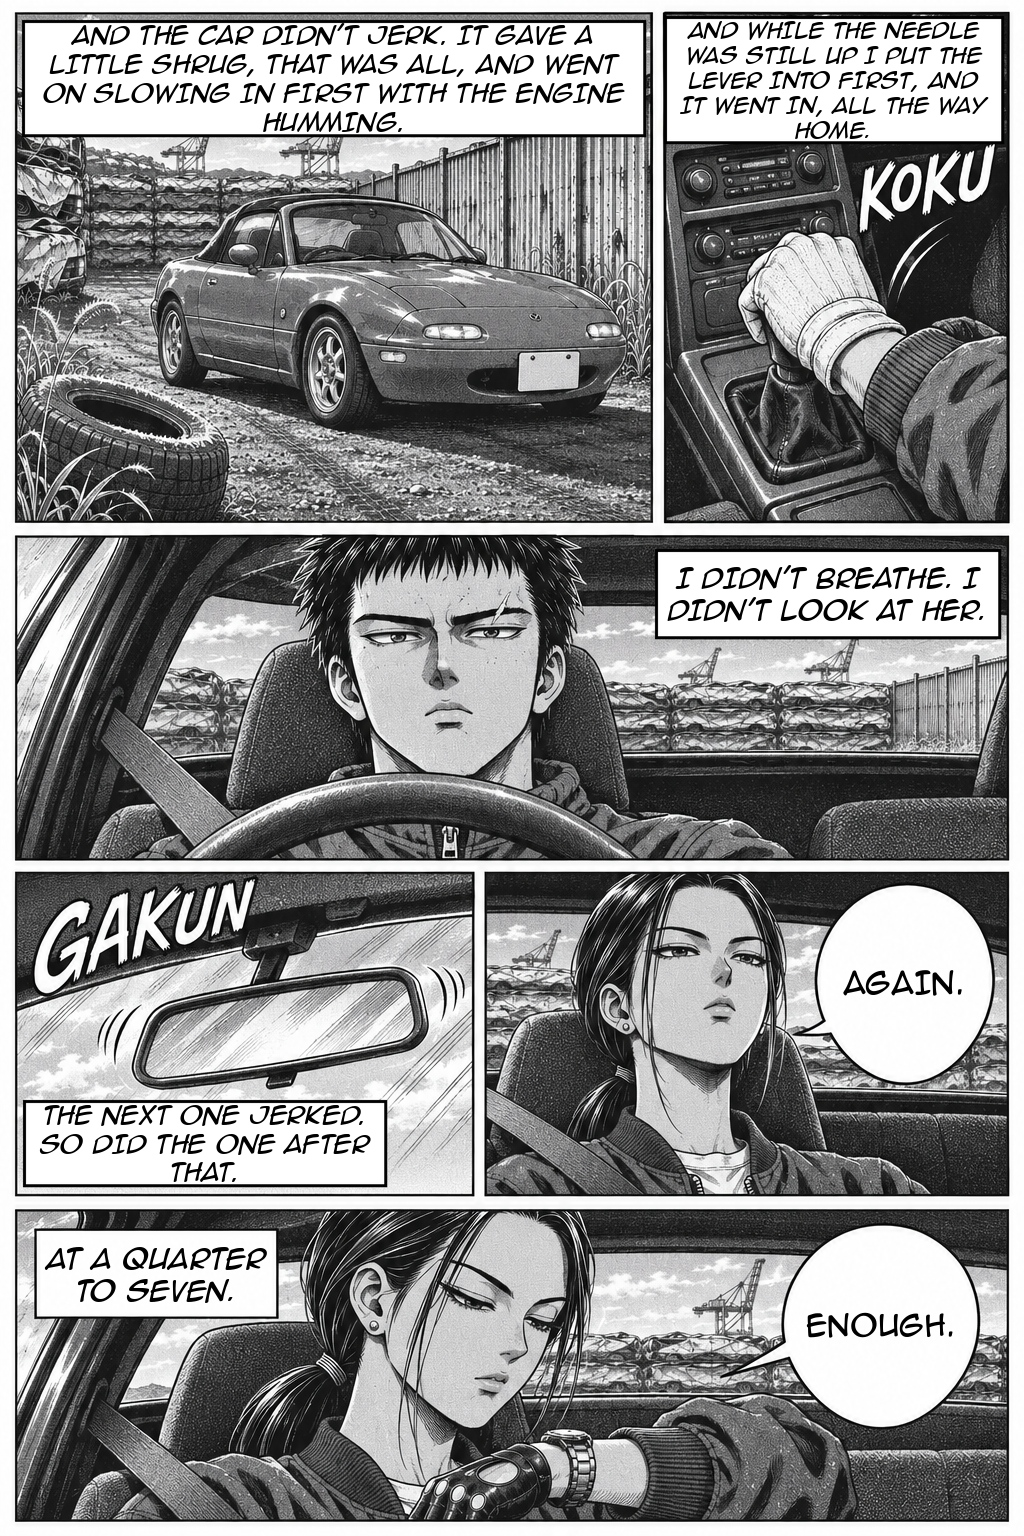 AND WHILE THE NEEDLE
WAS STILL UP I PUT THE
LEVER INTO FIRST, AND
IT WENT IN, ALL THE WAY
HOME.
KOKU
AND THE CAR DIDN'T JERK. IT GAVE A
LITTLE SHRUG, THAT WAS ALL, AND WENT
ON SLOWING IN FIRST WITH THE ENGINE
HUMMING.
I DIDN'T BREATHE. I
DIDN'T LOOK AT HER.
AGAIN.
GAKUN
THE NEXT ONE JERKED.
SO DID THE ONE AFTER
THAT.
ENOUGH.
AT A QUARTER
TO SEVEN.